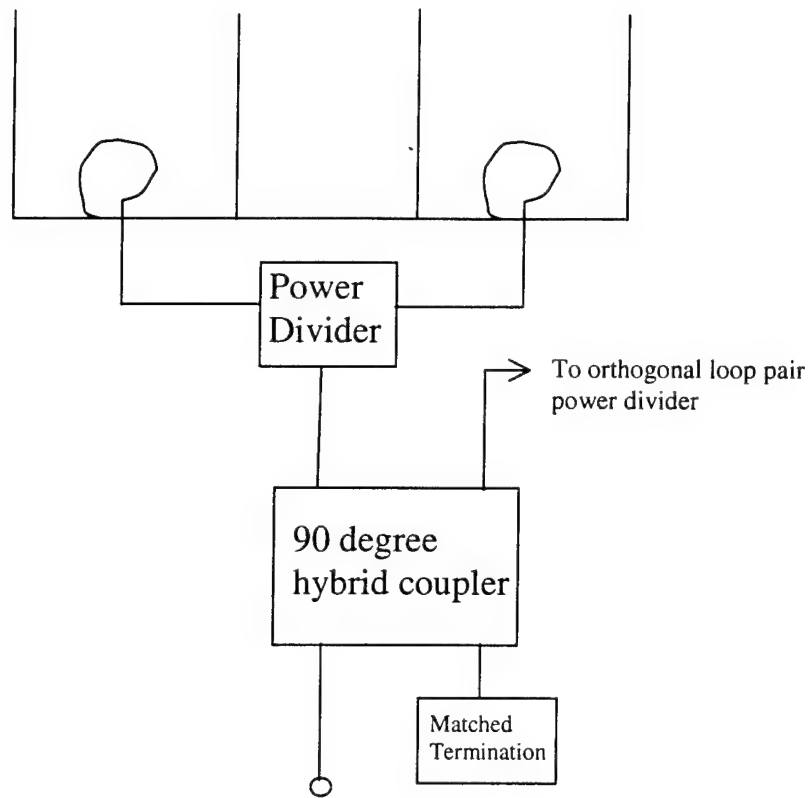 Power
Divider
To orthogonal loop pair
power divider
90 degree
hybrid coupler
Matched
Termination